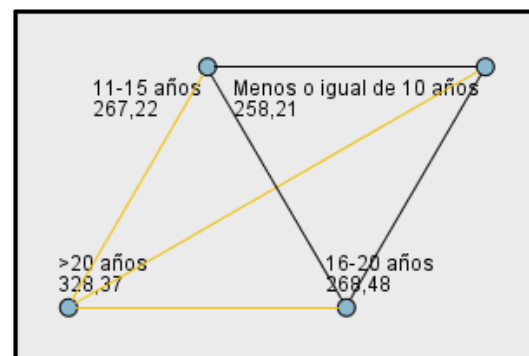 11-15 años
267,22
Menos o igual de 10 años
258,21
>20 años
328,37
16-20 años
268,48